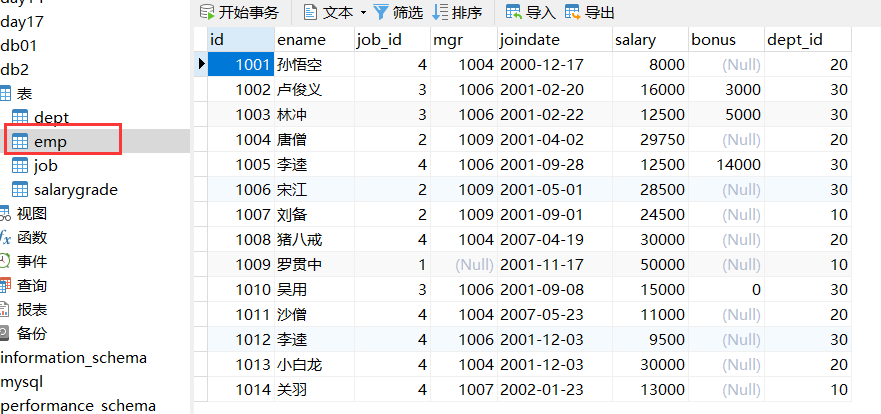 day17
db01
db2
表
dept
emp
job
salarygrade
视图
fx 函数
事件
查询
报表
备份
information_schema
mysql
performance_schema
开始事务 文本 筛选 排序 导入 导出
id ename job_id mgr joindate salary bonus dept_id
1001 孙悟空 4 1004 2000-12-17 8000 (Null) 20
1002 卢俊义 3 1006 2001-02-20 16000 3000 30
1003 林冲 3 1006 2001-02-22 12500 5000 30
1004 唐僧 2 1009 2001-04-02 29750 (Null) 20
1005 李逵 4 1006 2001-09-28 12500 14000 30
1006 宋江 2 1009 2001-05-01 28500 (Null) 30
1007 刘备 2 1009 2001-09-01 24500 (Null) 10
1008 猪八戒 4 1004 2007-04-19 30000 (Null) 20
1009 罗贯中 1 (Null) 2001-11-17 50000 (Null) 10
1010 吴用 3 1006 2001-09-08 15000 0 30
1011 沙僧 4 1004 2007-05-23 11000 (Null) 20
1012 李逵 4 1006 2001-12-03 9500 (Null) 30
1013 小白龙 4 1004 2001-12-03 30000 (Null) 20
1014 关羽 4 1007 2002-01-23 13000 (Null) 10